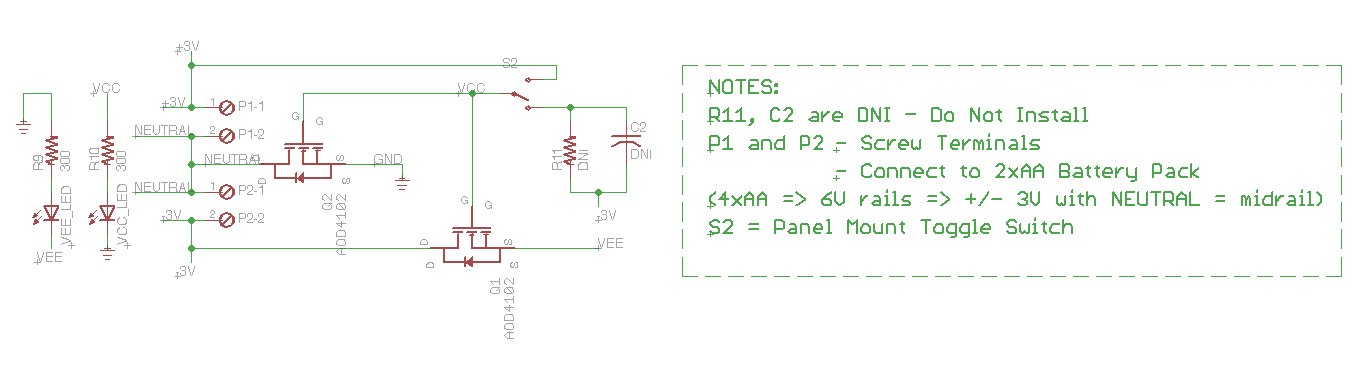 +3V
S2
VCC
VCC
+3V
1
P1-1
G
G
C2
NEUTRAL
2
P1-2
R9
300
R10
300
NEUTRAL
D
S
GND
R11
DNI
DNI
D
S
NEUTRAL
1
P2-1
Q2
AOD4102
-3V
2
P2-2
G
G
-3V
VEE_LED
VCC_LED
D
S
VEE
VEE
D
S
-3V
Q1
AOD4102
NOTES:
R11, C2 are DNI - Do Not Install
P1 and P2 - Screw Terminals
- Connect to 2xAA Battery Pack
(4xAA => 6V rails => +/- 3V with NEUTRAL = midrail)
S2 = Panel Mount Toggle Switch